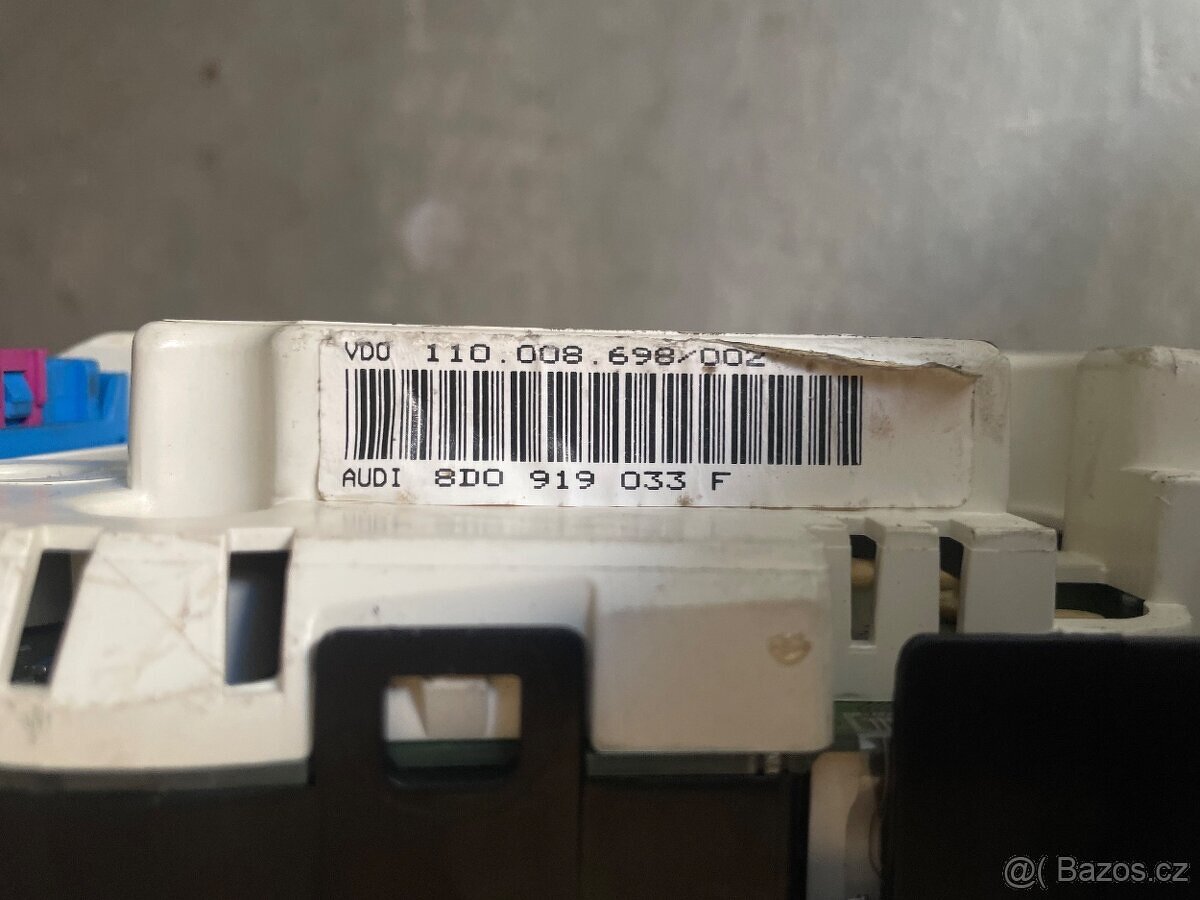 VDO 110.008.698/002
AUDI 8D0 919 033 F
@( Bazos.cz